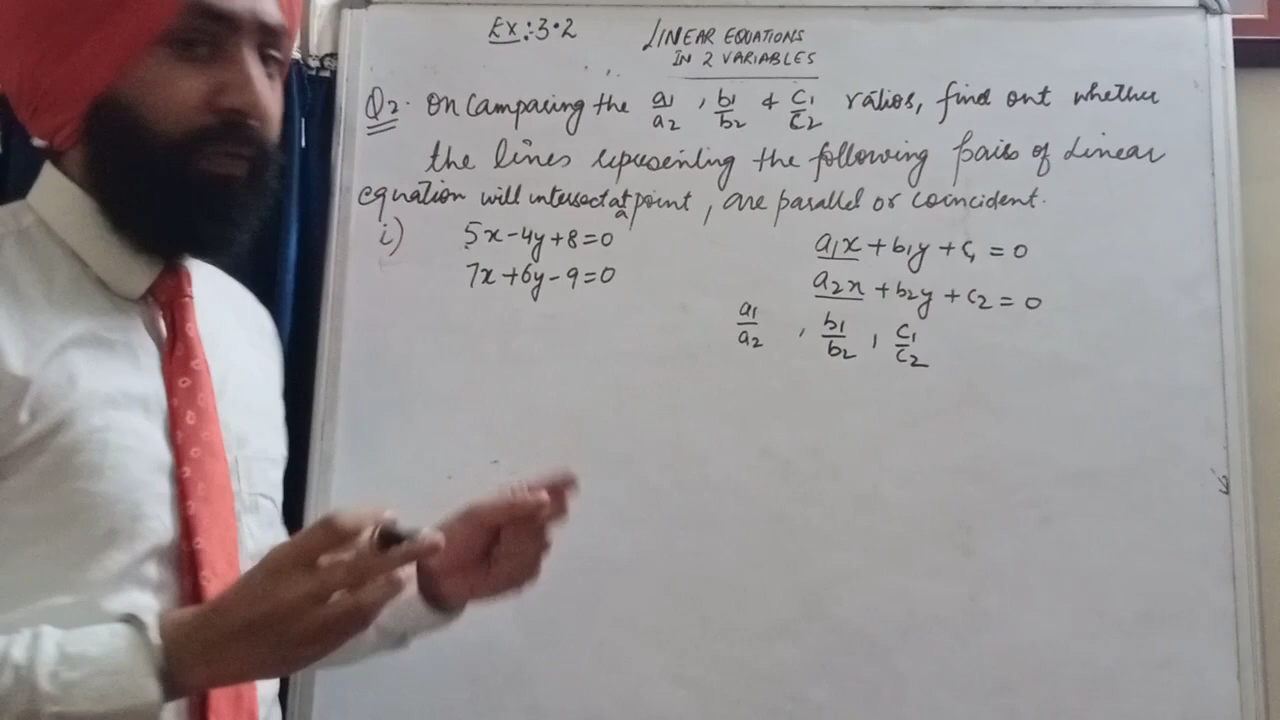 Ex: 3.2
LINEAR EQUATIONS
IN 2 VARIABLES
Q2. On Comparing the a1/a2, b1/b2 & c1/c2 ratios, find out whether
the lines representing the following pairs of Linear
equation will intersect at a point, are parallel or coincident.
i) 5x-4y+8=0
7x+6y-9=0
a1x+b1y+c1=0
a2x+b2y+c2=0
a1/a2, b1/b2, c1/c2